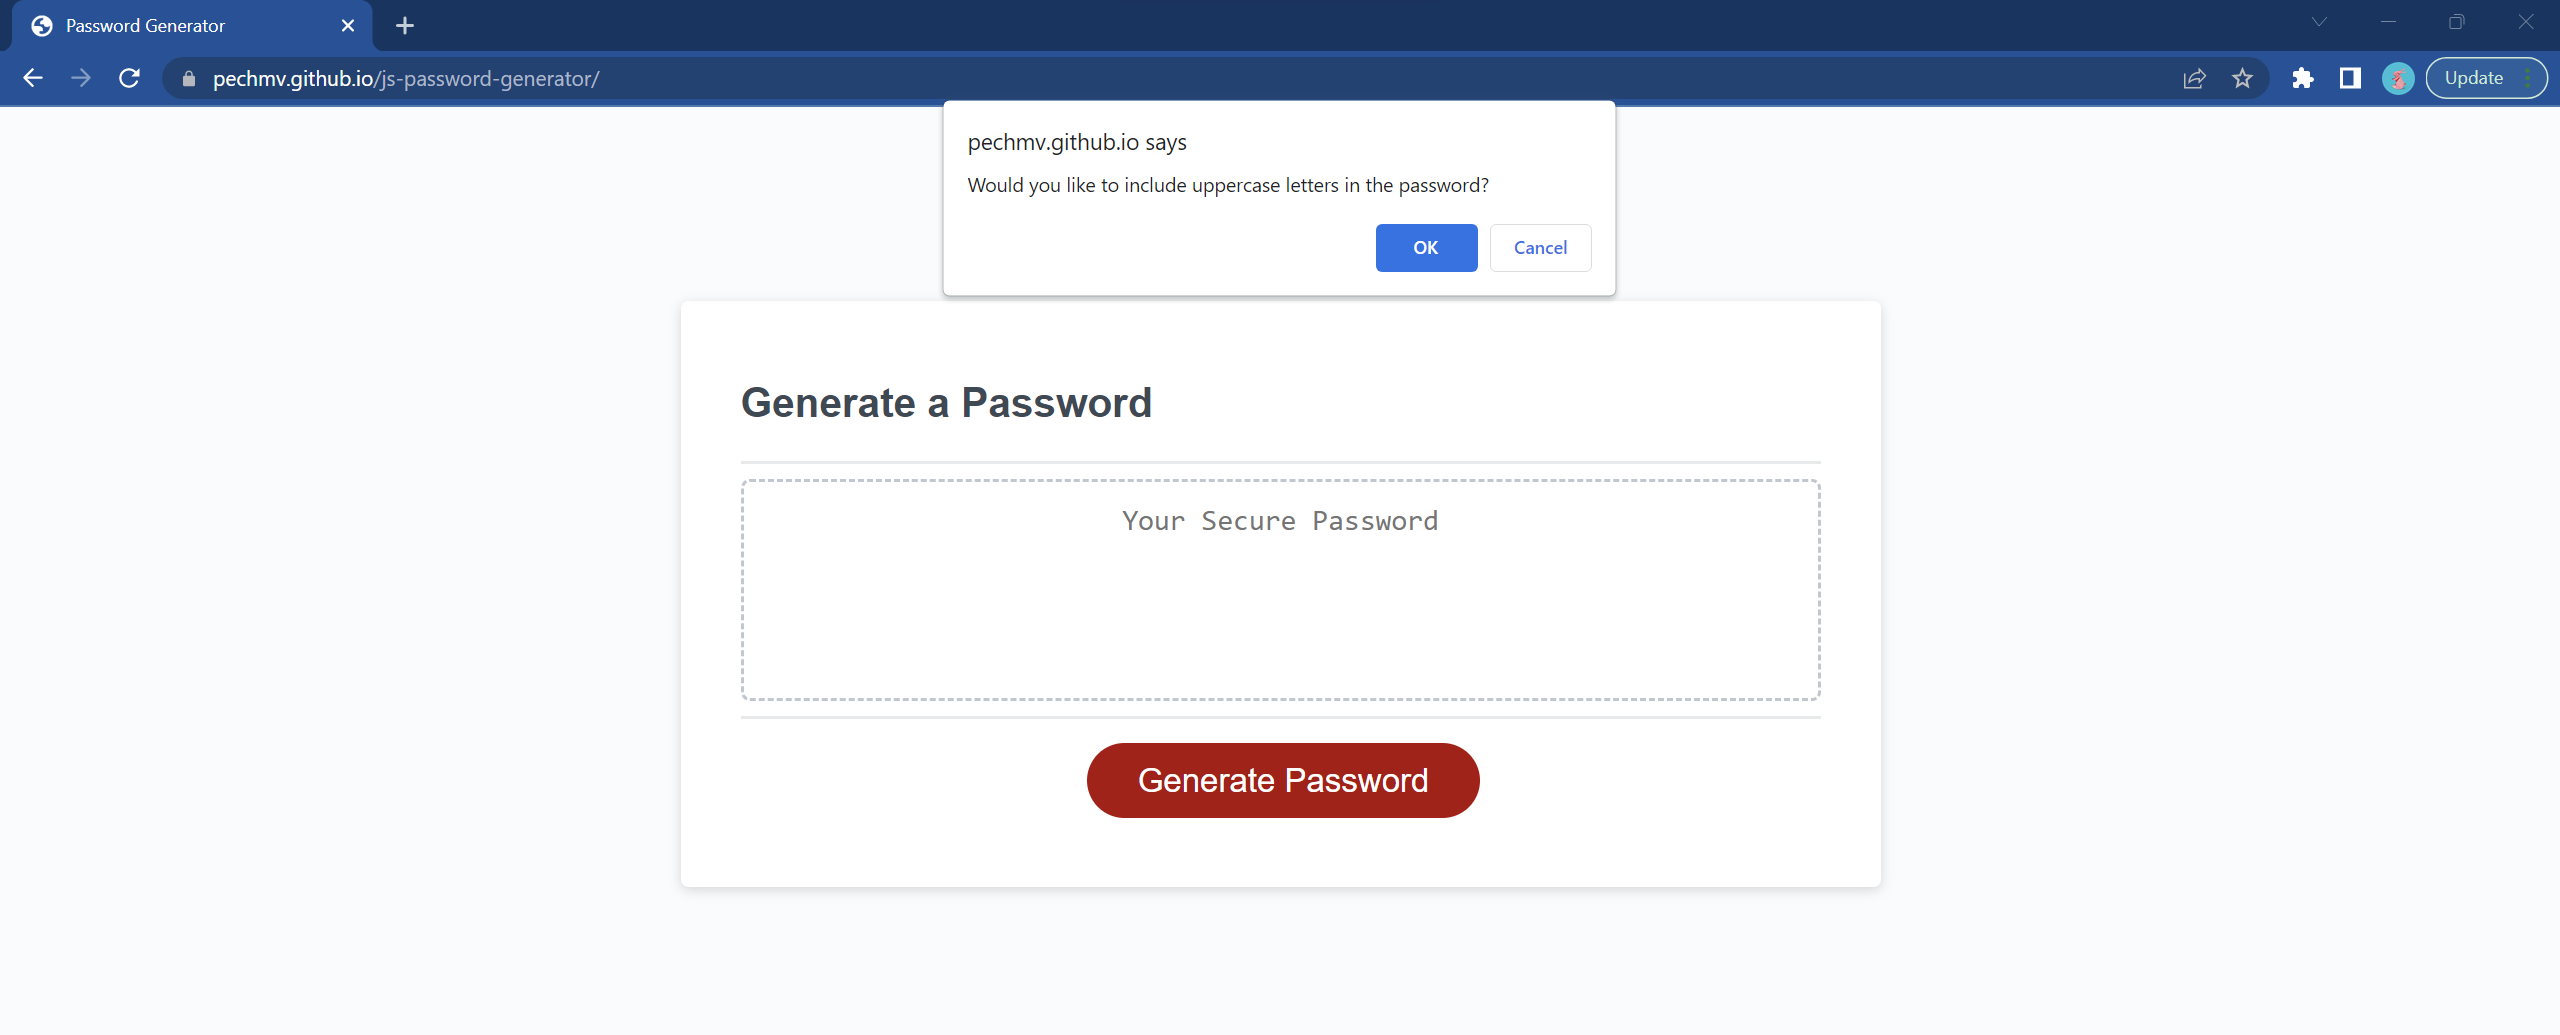 Password Generator
pechmv.github.io/js-password-generator/
Update
pechmv.github.io says
Would you like to include uppercase letters in the password?
OK Cancel
Generate a Password
Your Secure Password
Generate Password